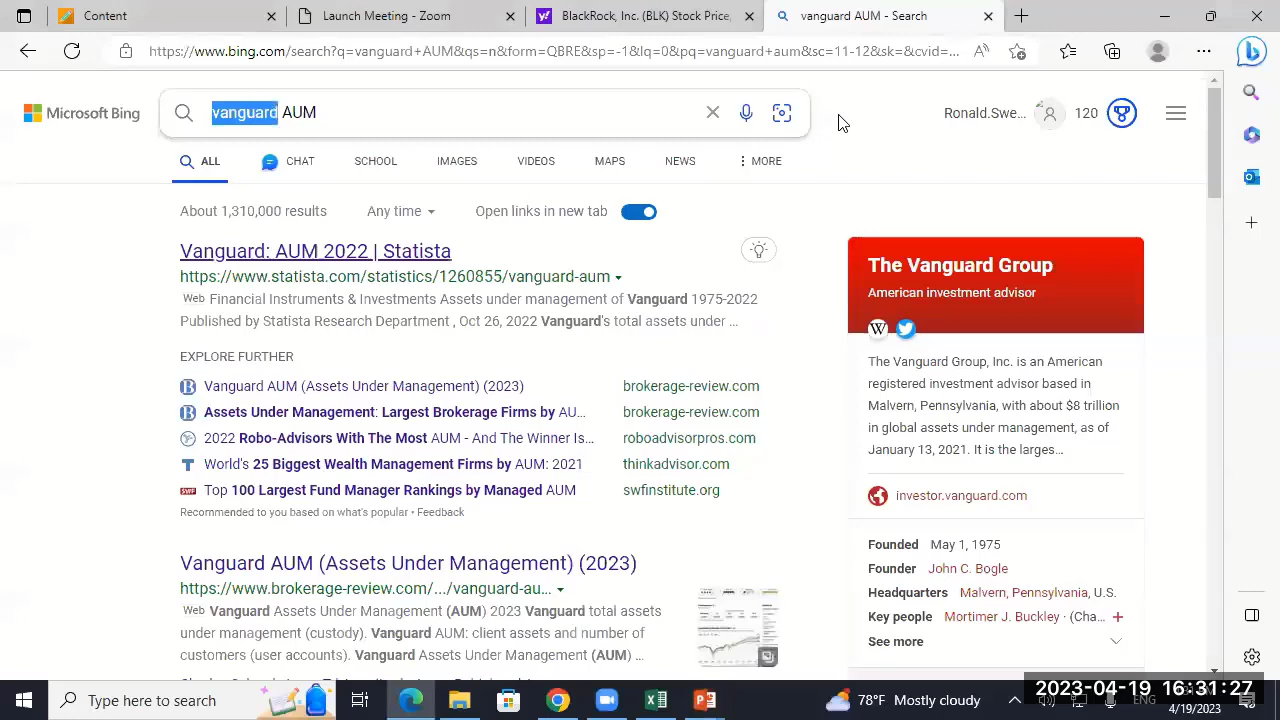 Content
Launch Meeting - Zoom
BlackRock, Inc. (BLK) Stock Price,
vanguard AUM - Search
https://www.bing.com/search?q=vanguard+AUM&qs=n&form=QBRE&sp=-1&lq=0&pq=vanguard+aum&sc=11-12&sk=&cvid=...
Microsoft Bing
vanguard AUM
Ronald.Swe...
120
ALL
CHAT
SCHOOL
IMAGES
VIDEOS
MAPS
NEWS
MORE
About 1,310,000 results
Any time
Open links in new tab
Vanguard: AUM 2022 | Statista
https://www.statista.com/statistics/1260855/vanguard-aum
Web Financial Instruments & Investments Assets under management of Vanguard 1975-2022
Published by Statista Research Department , Oct 26, 2022 Vanguard's total assets under ...
EXPLORE FURTHER
Vanguard AUM (Assets Under Management) (2023) brokerage-review.com
Assets Under Management: Largest Brokerage Firms by AU... brokerage-review.com
2022 Robo-Advisors With The Most AUM - And The Winner Is... roboadvisorpros.com
World's 25 Biggest Wealth Management Firms by AUM: 2021 thinkadvisor.com
SWF Top 100 Largest Fund Manager Rankings by Managed AUM swfinstitute.org
Recommended to you based on what's popular • Feedback
Vanguard AUM (Assets Under Management) (2023)
https://www.brokerage-review.com/.../vanguard-au...
Web Vanguard Assets Under Management (AUM) 2023 Vanguard total assets
under management (custody). Vanguard AUM, client assets and number of
customers (user accounts). Vanguard Assets Under Management (AUM) ...
The Vanguard Group
American investment advisor
W
The Vanguard Group, Inc. is an American
registered investment advisor based in
Malvern, Pennsylvania, with about $8 trillion
in global assets under management, as of
January 13, 2021. It is the larges...
investor.vanguard.com
Founded May 1, 1975
Founder John C. Bogle
Headquarters Malvern, Pennsylvania, U.S.
Key people Mortimer J. Buckley · (Cha...
See more
Type here to search
78°F Mostly cloudy
ENG
2023-04-19 16:31:27
4/19/2023